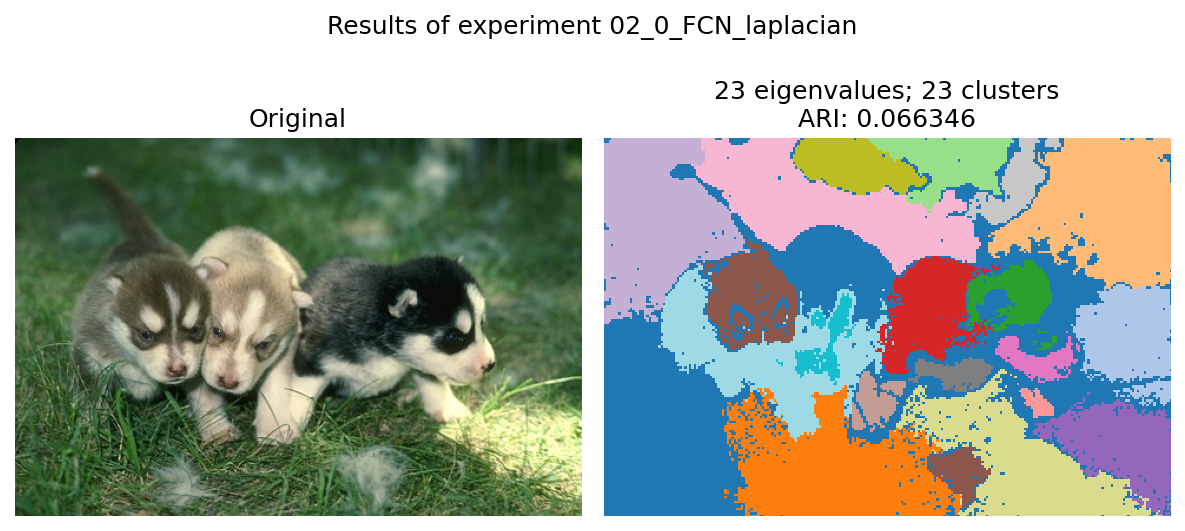 Results of experiment 02_0_FCN_laplacian
Original
23 eigenvalues; 23 clusters
ARI: 0.066346